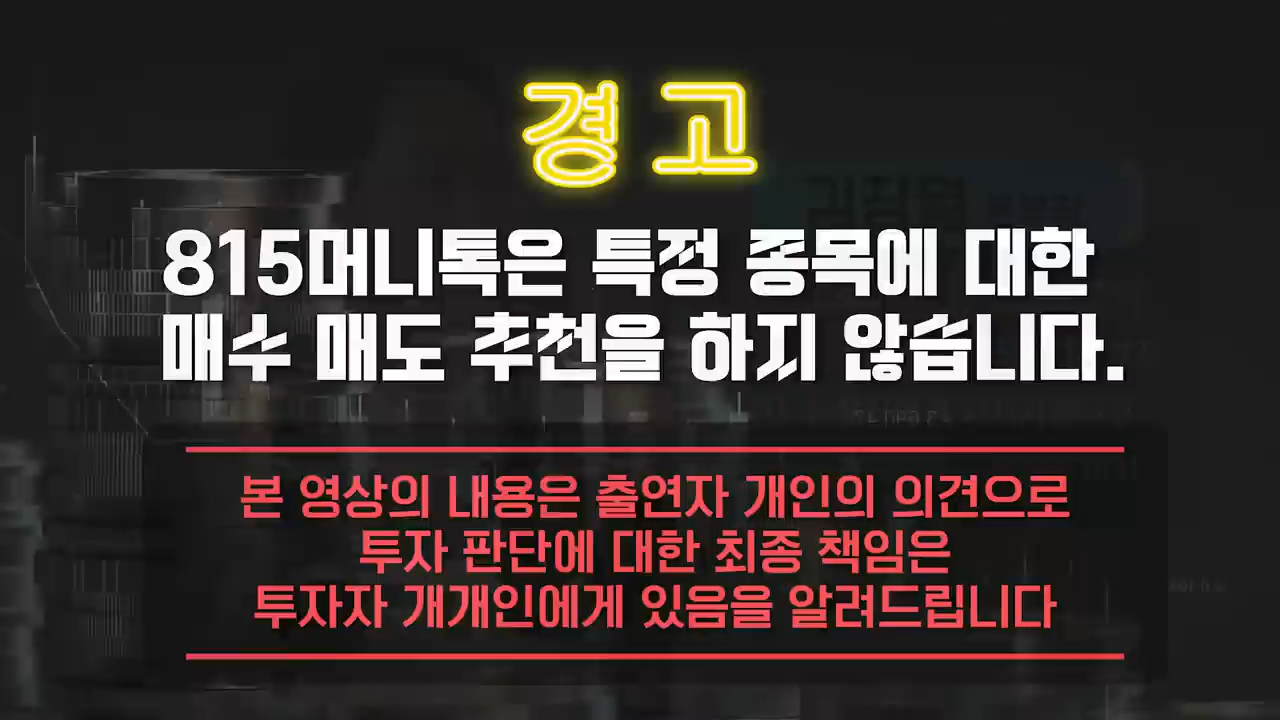 경고
815머니톡은 특정 종목에 대한
매수 매도 추천을 하지 않습니다.
본 영상의 내용은 출연자 개인의 의견으로
투자 판단에 대한 최종 책임은
투자자 개개인에게 있음을 알려드립니다